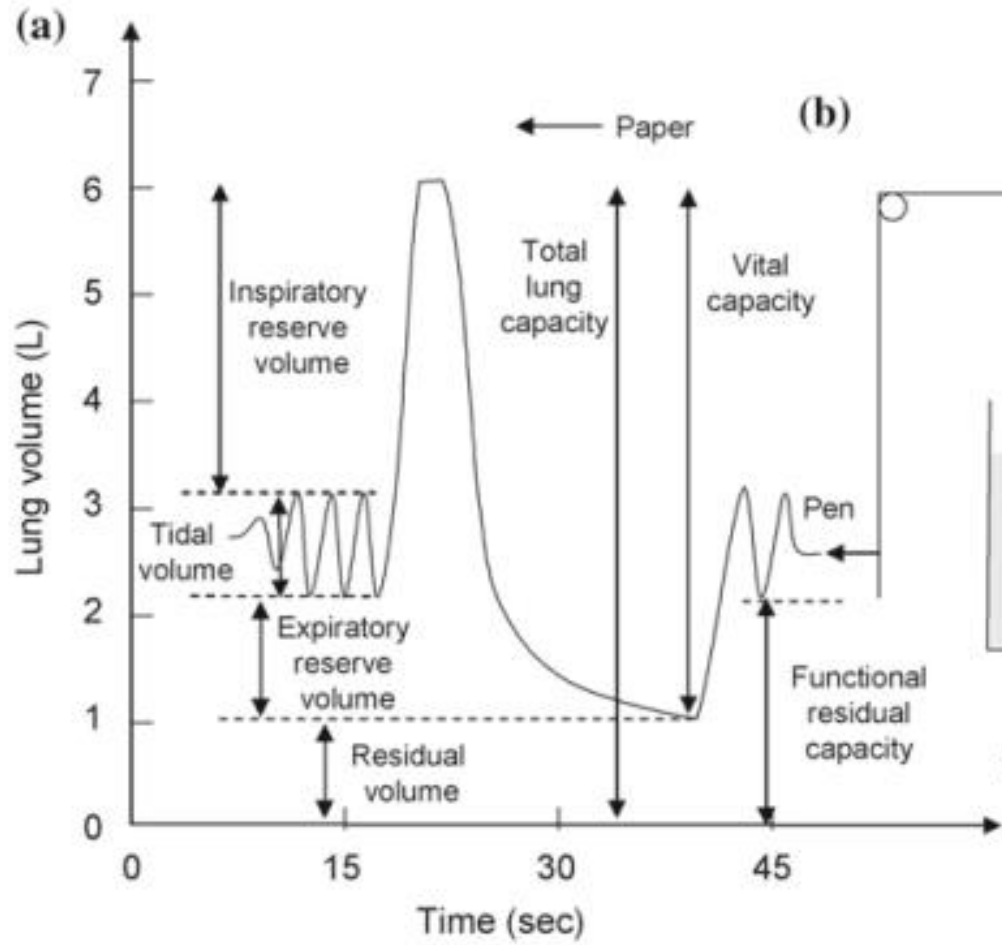 (a)
7
Paper
(b)
6
Inspiratory
reserve
volume
Total
lung
capacity
Vital
capacity
5
4
Lung volume (L)
3
Tidal
volume
Pen
2
Expiratory
reserve
volume
Functional
residual
capacity
1
Residual
volume
0
0
15
30
45
Time (sec)